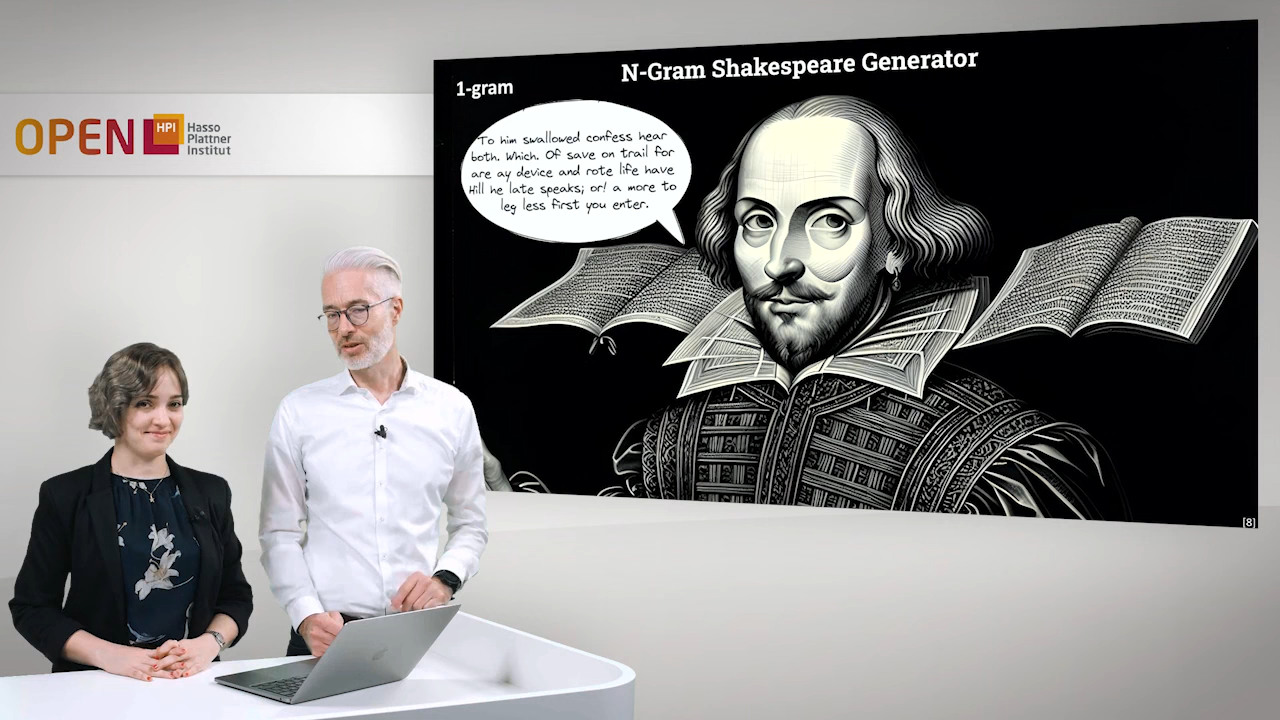 OPEN HPI Hasso
Plattner
Institut
N-Gram Shakespeare Generator
1-gram
To him swallowed confess hear
both. Which. Of save on trail for
are ay device and rote life have
Hill he late speaks; or! a more to
leg less first you enter.
[8]